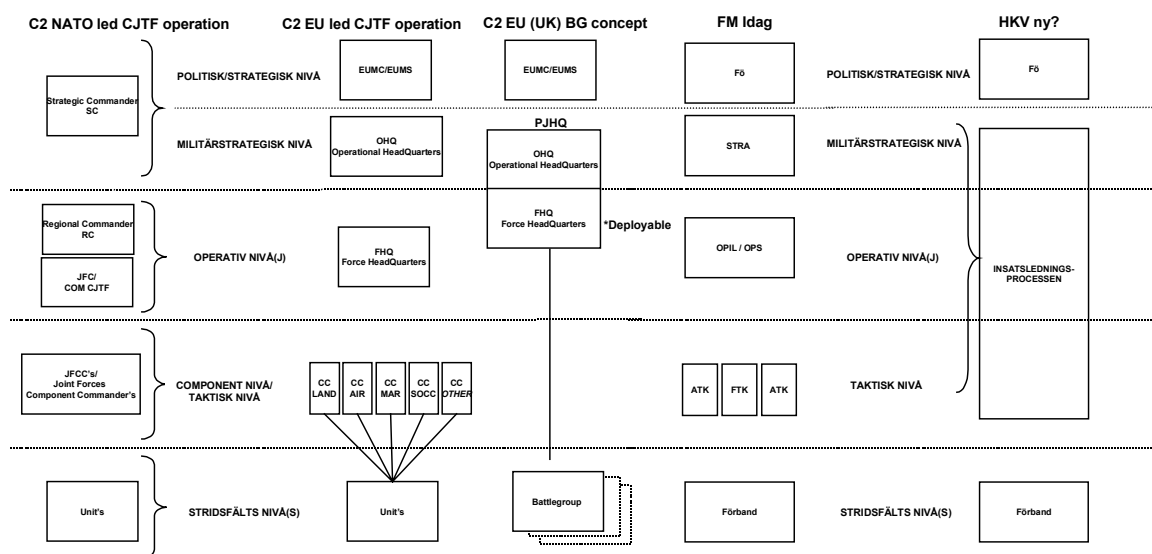 C2 NATO led CJTF operation
C2 EU led CJTF operation
C2 EU (UK) BG concept
FM Idag
HKV ny?
Strategic Commander
SC
POLITISK/STRATEGISK NIVÅ
EUMC/EUMS
EUMC/EUMS
Fö
POLITISK/STRATEGISK NIVÅ
Fö
MILITÄRSTRATEGISK NIVÅ
OHQ
Operational HeadQuarters
PJHQ
OHQ
Operational HeadQuarters
STRA
MILITÄRSTRATEGISK NIVÅ
Regional Commander
RC
JFC/
COM CJTF
OPERATIV NIVÅ(J)
FHQ
Force HeadQuarters
FHQ
Force HeadQuarters
*Deployable
OPIL / OPS
OPERATIV NIVÅ(J)
INSATSLEDNINGS-
PROCESSEN
JFCC's/
Joint Forces
Component Commander's
COMPONENT NIVÅ/
TAKTISK NIVÅ
CC
LAND
CC
AIR
CC
MAR
CC
SOCC
CC
OTHER
ATK
FTK
ATK
TAKTISK NIVÅ
Unit's
STRIDSFÄLTS NIVÅ(S)
Unit's
Battlegroup
Förband
STRIDSFÄLTS NIVÅ(S)
Förband